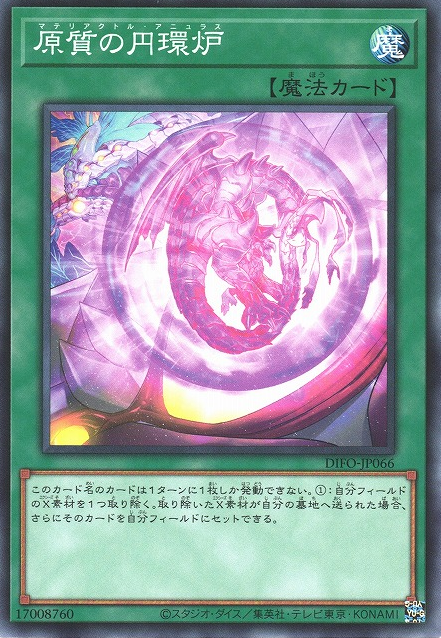 マテリアクトル・アニュラス
原質の円環炉
魔
【魔法カード】
DIFO-JP066
このカード名のカードは1ターンに1枚しか発動できない。①:自分フィールド
のX素材を1つ取り除く。取り除いたX素材が自分の墓地へ送られた場合、
さらにそのカードを自分フィールドにセットできる。
17008760
©スタジオ・ダイス/集英社・テレビ東京・KONAMI